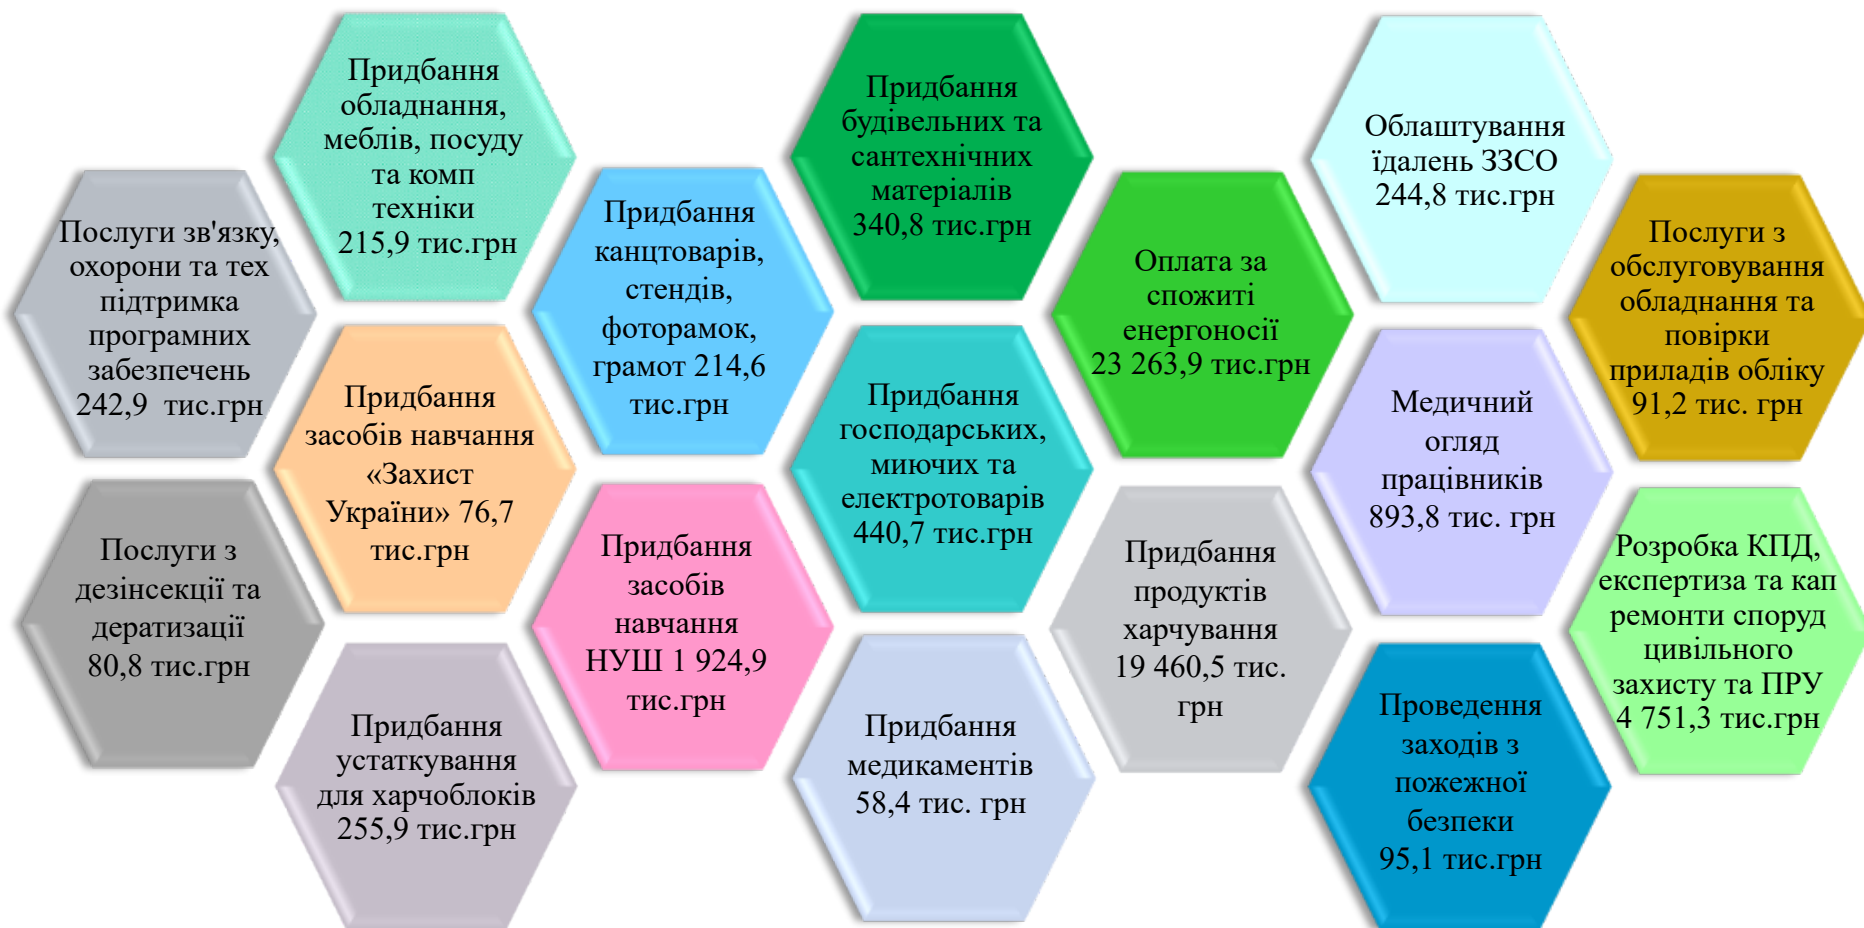 Послуги зв'язку,
охорони та тех
підтримка
програмних
забезпечень
242,9 тис.грн
Послуги з
дезінсекції та
дератизації
80,8 тис.грн
Придбання
обладнання,
меблів, посуду
та комп
техніки
215,9 тис.грн
Придбання
засобів навчання
«Захист
України» 76,7
тис.грн
Придбання
устаткування
для харчоблоків
255,9 тис.грн
Придбання
канцтоварів,
стендів,
фоторамок,
грамот 214,6
тис.грн
Придбання
засобів
навчання
НУШ 1 924,9
тис.грн
Придбання
будівельних та
сантехнічних
матеріалів
340,8 тис.грн
Придбання
господарських,
миючих та
електротоварів
440,7 тис.грн
Придбання
медикаментів
58,4 тис. грн
Оплата за
спожиті
енергоносії
23 263,9 тис.грн
Придбання
продуктів
харчування
19 460,5 тис.
грн
Облаштування
їдалень ЗЗСО
244,8 тис.грн
Медичний
огляд
працівників
893,8 тис. грн
Проведення
заходів з
пожежної
безпеки
95,1 тис.грн
Послуги з
обслуговування
обладнання та
повірки
приладів обліку
91,2 тис. грн
Розробка КПД,
експертиза та кап
ремонти споруд
цивільного
захисту та ПРУ
4 751,3 тис.грн